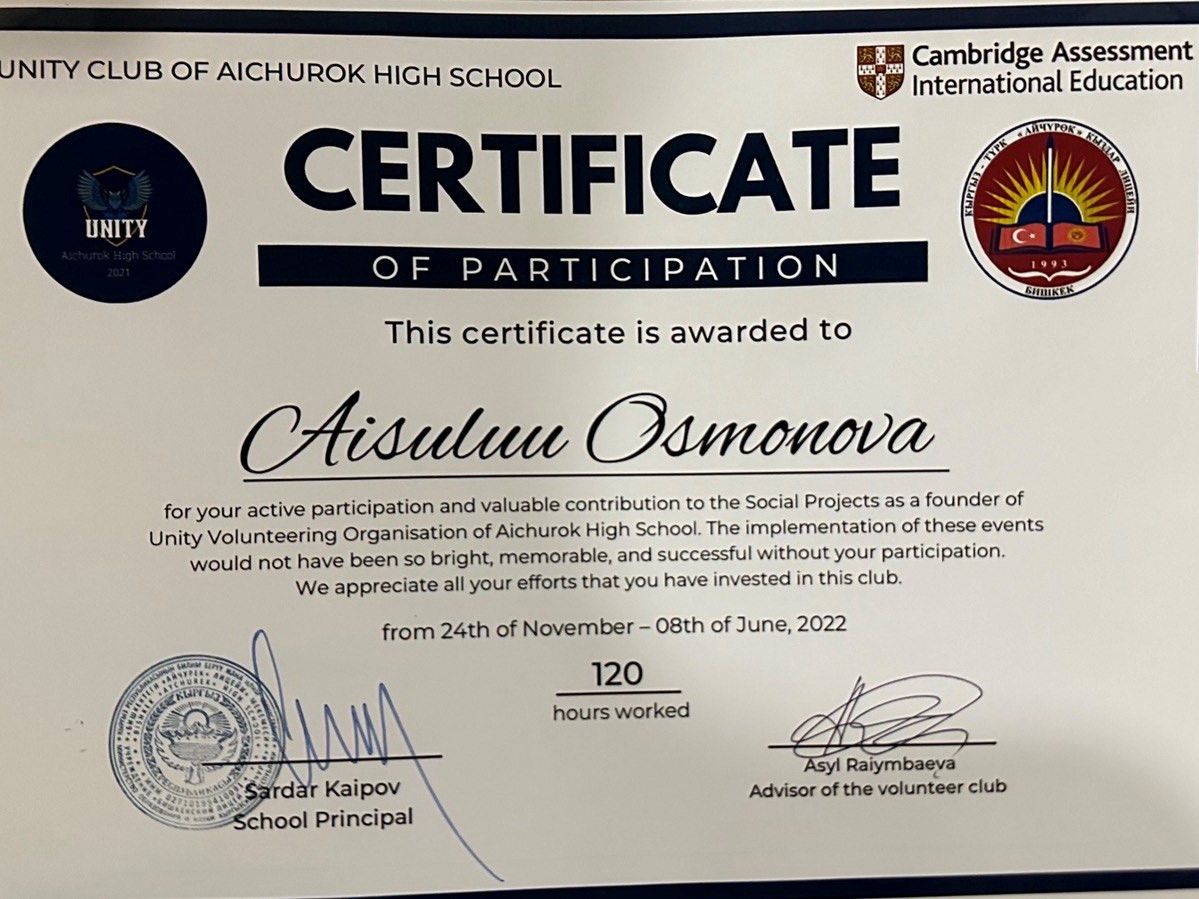 UNITY CLUB OF AICHUROK HIGH SCHOOL
Cambridge Assessment
International Education
UNITY
Aichurok High School
2021
CERTIFICATE
OF PARTICIPATION
КЫРГЫЗ - ТҮРК «АЙЧҮРӨК» КЫЗДАР ЛИЦЕЙИ
1993
БИШКЕК
This certificate is awarded to
Aisuluu Osmonova
for your active participation and valuable contribution to the Social Projects as a founder of
Unity Volunteering Organisation of Aichurok High School. The implementation of these events
would not have been so bright, memorable, and successful without your participation.
We appreciate all your efforts that you have invested in this club.
from 24th of November – 08th of June, 2022
120
hours worked
Sardar Kaipov
School Principal
Asyl Raiymbaeva
Advisor of the volunteer club